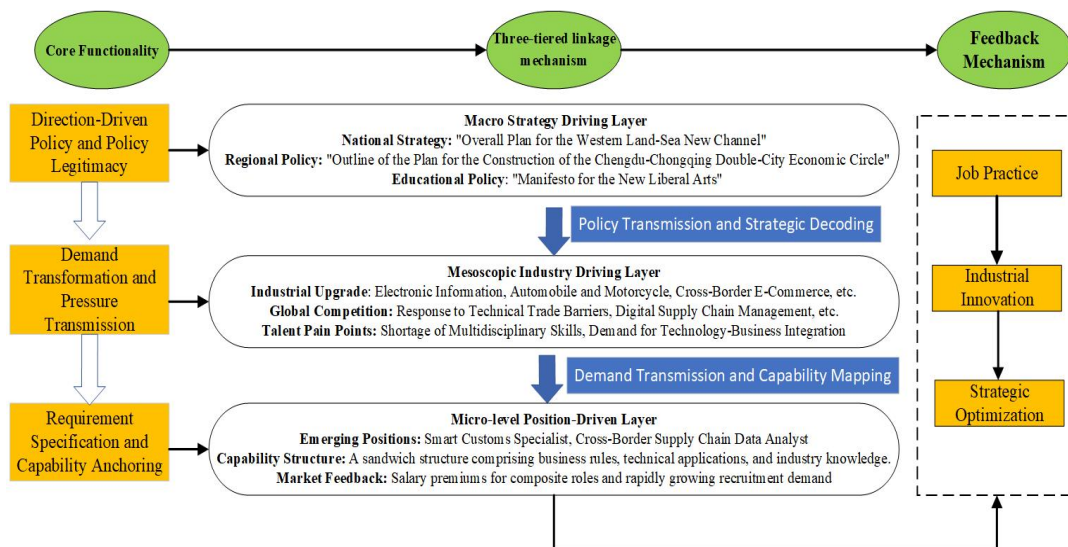 Core Functionality
Three-tiered linkage
mechanism
Feedback
Mechanism
Direction-Driven
Policy and Policy
Legitimacy
Macro Strategy Driving Layer
National Strategy: "Overall Plan for the Western Land-Sea New Channel"
Regional Policy: "Outline of the Plan for the Construction of the Chengdu-Chongqing Double-City Economic Circle"
Educational Policy: "Manifesto for the New Liberal Arts"
Policy Transmission and Strategic Decoding
Demand
Transformation and
Pressure
Transmission
Mesoscopic Industry Driving Layer
Industrial Upgrade: Electronic Information, Automobile and Motorcycle, Cross-Border E-Commerce, etc.
Global Competition: Response to Technical Trade Barriers, Digital Supply Chain Management, etc.
Talent Pain Points: Shortage of Multidisciplinary Skills, Demand for Technology-Business Integration
Demand Transmission and Capability Mapping
Requirement
Specification and
Capability Anchoring
Micro-level Position-Driven Layer
Emerging Positions: Smart Customs Specialist, Cross-Border Supply Chain Data Analyst
Capability Structure: A sandwich structure comprising business rules, technical applications, and industry knowledge.
Market Feedback: Salary premiums for composite roles and rapidly growing recruitment demand
Job Practice
Industrial
Innovation
Strategic
Optimization